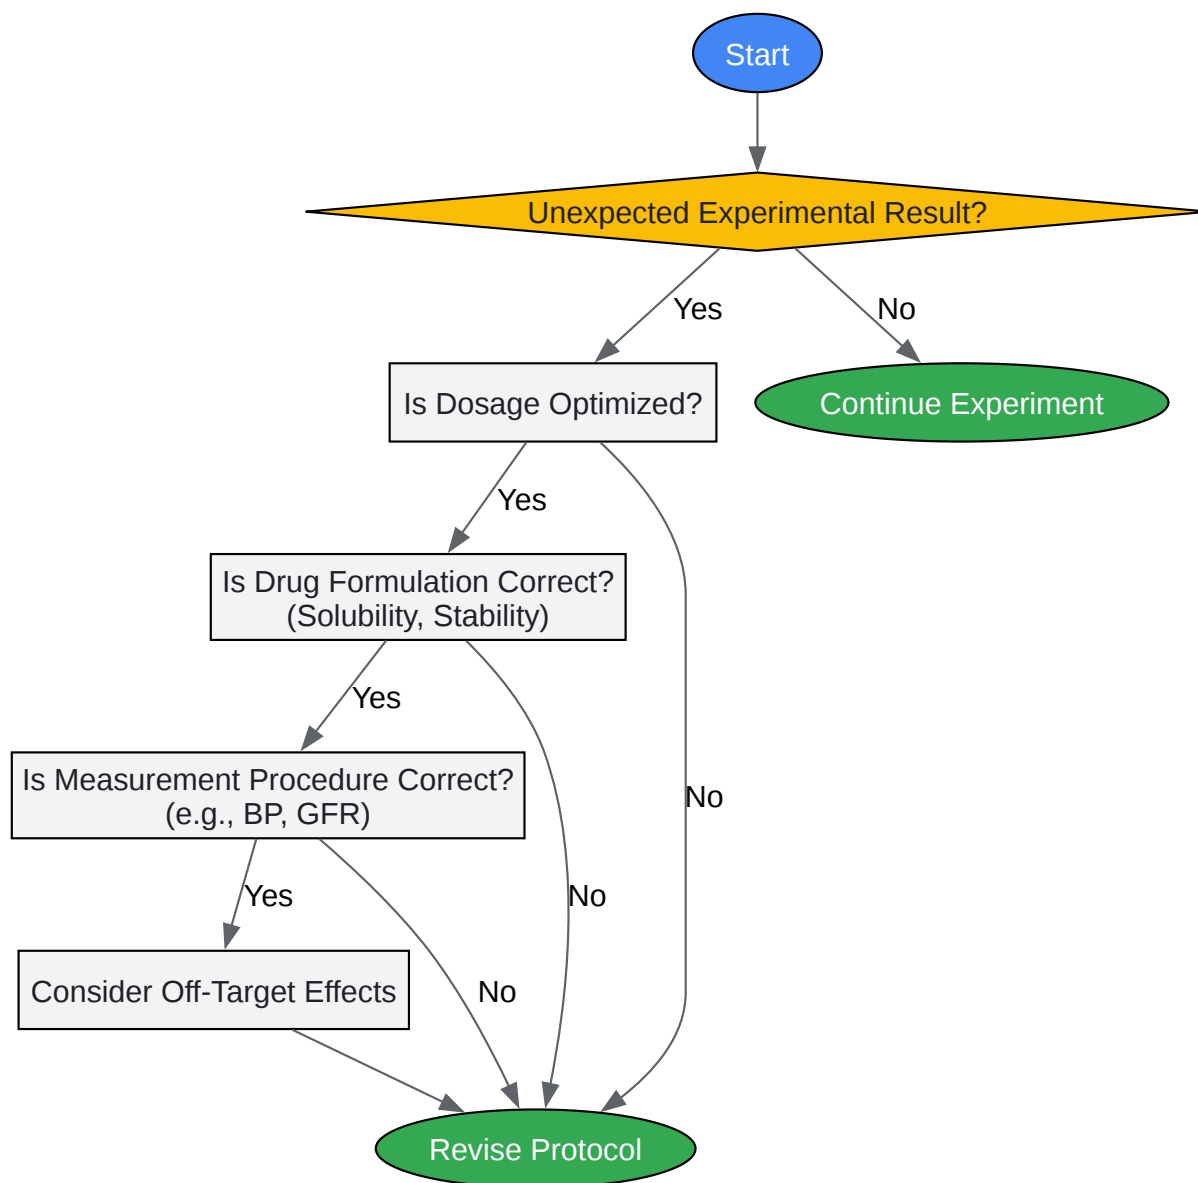 Start
Unexpected Experimental Result?
Yes
No
Is Dosage Optimized?
Continue Experiment
Yes
Is Drug Formulation Correct?
(Solubility, Stability)
Yes
Is Measurement Procedure Correct?
(e.g., BP, GFR)
No
Yes
No
Consider Off-Target Effects
No
Revise Protocol